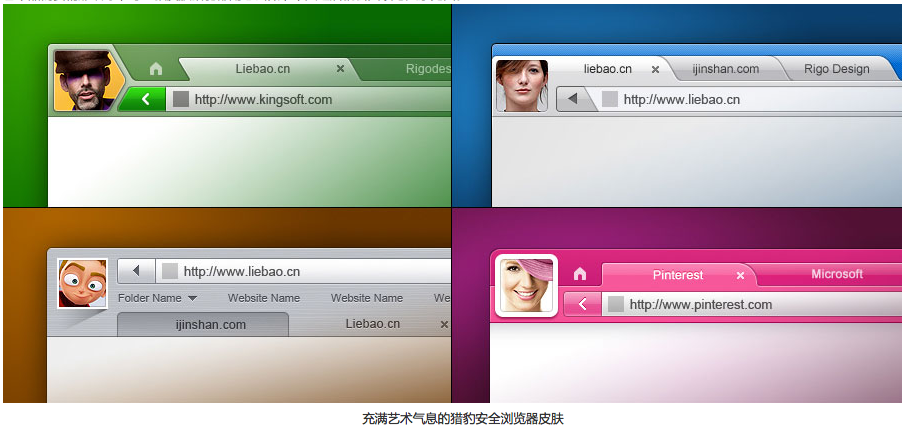 Liebao.cn
Rigodes
http://www.kingsoft.com
liebao.cn
ijinshan.com
Rigo Design
http://www.liebao.cn
http://www.liebao.cn
Folder Name
Website Name
Website Name
We
ijinshan.com
Liebao.cn
Pinterest
Microsoft
http://www.pinterest.com
充满艺术气息的猎豹安全浏览器皮肤